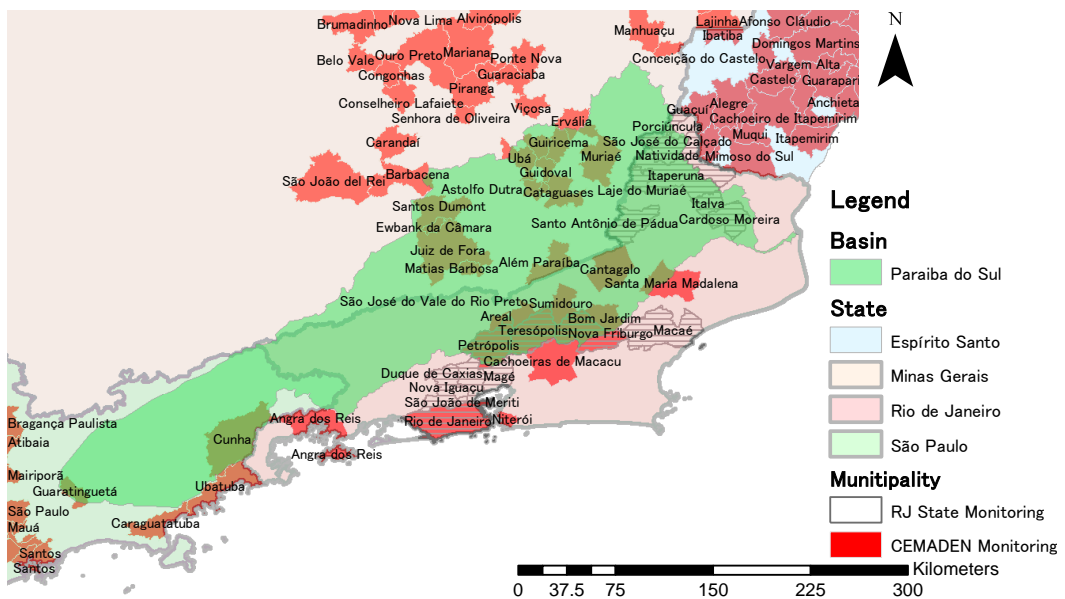 Brumadinho
Nova Lima
Alvinópolis
Lajinha
Afonso Cláudio
N
Manhuaçu
Ibatiba
Domingos Martins
Belo Vale
Ouro Preto
Mariana
Ponte Nova
Conceição do Castelo
Vargem Alta
Congonhas
Guaraciaba
Castelo
Guarapari
Piranga
Conselheiro Lafaiete
Viçosa
Guaçuí
Alegre
Anchieta
Senhora de Oliveira
Ervália
Porciúncula
Cachoeiro de Itapemirim
Carandaí
Guiricema
São José do Calçado
Muqui
Itapemirim
Ubá
Muriaé
Natividade
Mimoso do Sul
São João del Rei
Barbacena
Guidoval
Itaperuna
Astolfo Dutra
Cataguases
Laje do Muriaé
Santos Dumont
Italva
Ewbank da Câmara
Santo Antônio de Pádua
Cardoso Moreira
Juiz de Fora
Matias Barbosa
Além Paraíba
Cantagalo
Santa Maria Madalena
São José do Vale do Rio Preto
Sumidouro
Areal
Bom Jardim
Teresópolis
Nova Friburgo
Macaé
Petrópolis
Cachoeiras de Macacu
Duque de Caxias
Magé
Nova Iguaçu
São João de Meriti
Angra dos Reis
Rio de Janeiro
Niterói
Bragança Paulista
Atibaia
Cunha
Angra dos Reis
Mairiporã
Guaratinguetá
Ubatuba
São Paulo
Mauá
Caraguatatuba
Santos
Santos
Legend
Basin
Paraiba do Sul
State
Espírito Santo
Minas Gerais
Rio de Janeiro
São Paulo
Munitipality
RJ State Monitoring
CEMADEN Monitoring
Kilometers
0 37.5 75 150 225 300